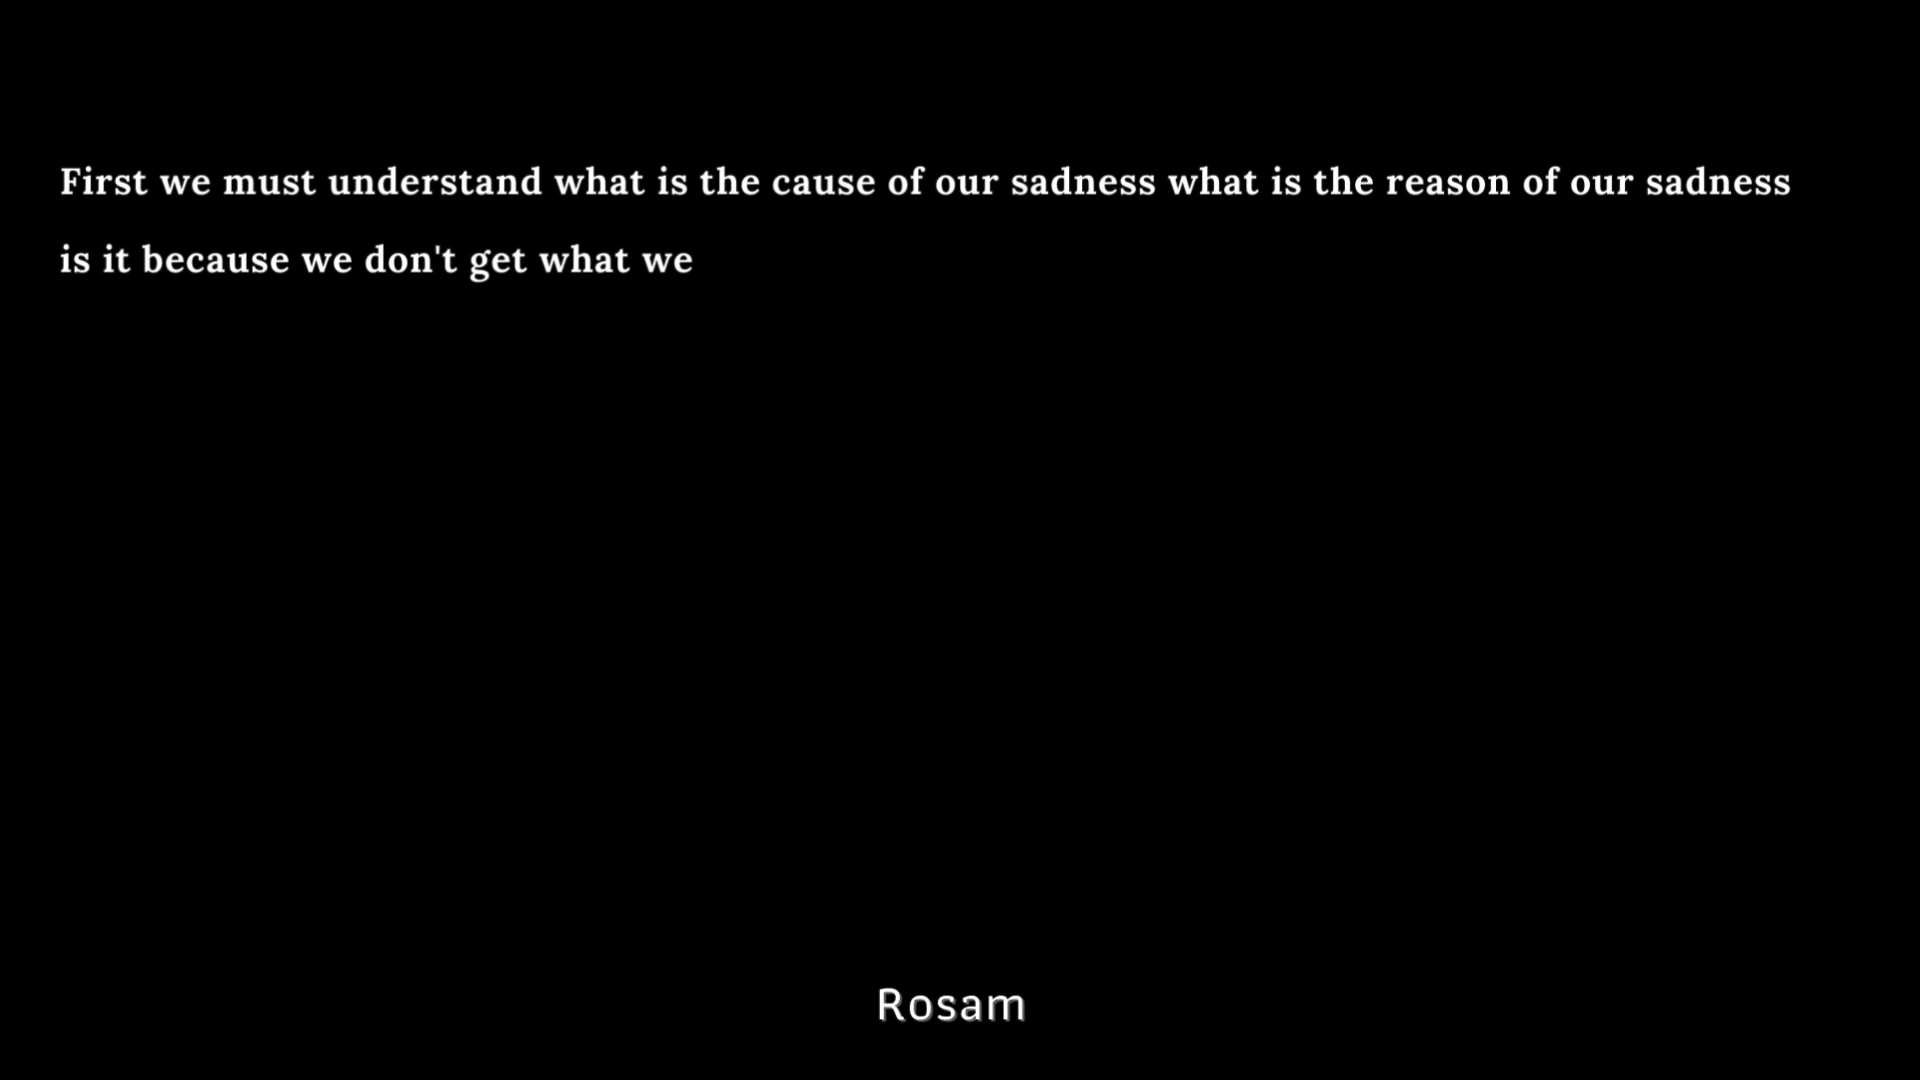 First we must understand what is the cause of our sadness what is the reason of our sadness
is it because we don't get what we
Rosam